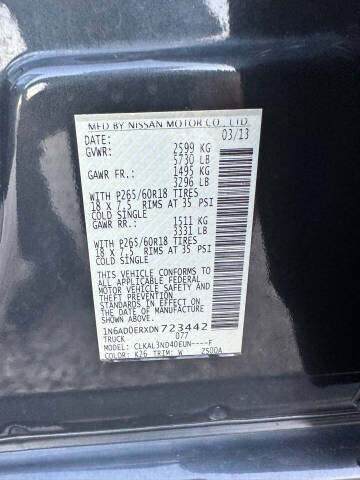 MFD BY NISSAN MOTOR CO., LTD.
DATE: 03/13
GVWR: 2599 KG
5730 LB
GAWR FR.: 1495 KG
3296 LB
WITH P265/60R18 TIRES
18 X 7.5 RIMS AT 35 PSI
COLD SINGLE
GAWR RR.: 1511 KG
3331 LB
WITH P265/60R18 TIRES
18 X 7.5 RIMS AT 35 PSI
COLD SINGLE
THIS VEHICLE CONFORMS TO
ALL APPLICABLE FEDERAL
MOTOR VEHICLE SAFETY
STANDARDS IN EFFECT ON
THE DATE OF MANUFACTURE
SHOWN ABOVE.
1N6AD0ERXDN723442
TRUCK 077
MODEL: CLKAL3ND40EUN----F
COLOR: K26 TRIM: W Z500A